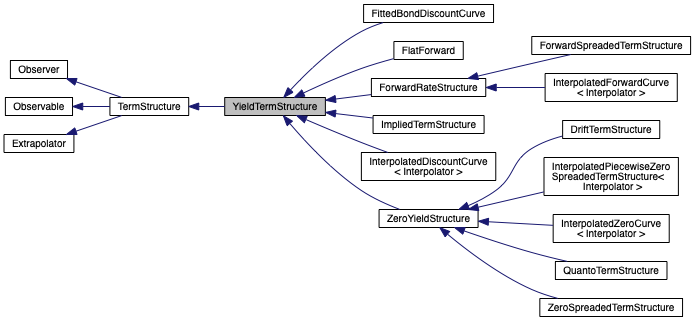 Observer
Observable
Extrapolator
TermStructure
YieldTermStructure
FittedBondDiscountCurve
FlatForward
ForwardRateStructure
ImpliedTermStructure
InterpolatedDiscountCurve
< Interpolator >
ZeroYieldStructure
ForwardSpreadedTermStructure
InterpolatedForwardCurve
< Interpolator >
DriftTermStructure
InterpolatedPiecewiseZero
SpreadedTermStructure<
Interpolator >
InterpolatedZeroCurve
< Interpolator >
QuantoTermStructure
ZeroSpreadedTermStructure